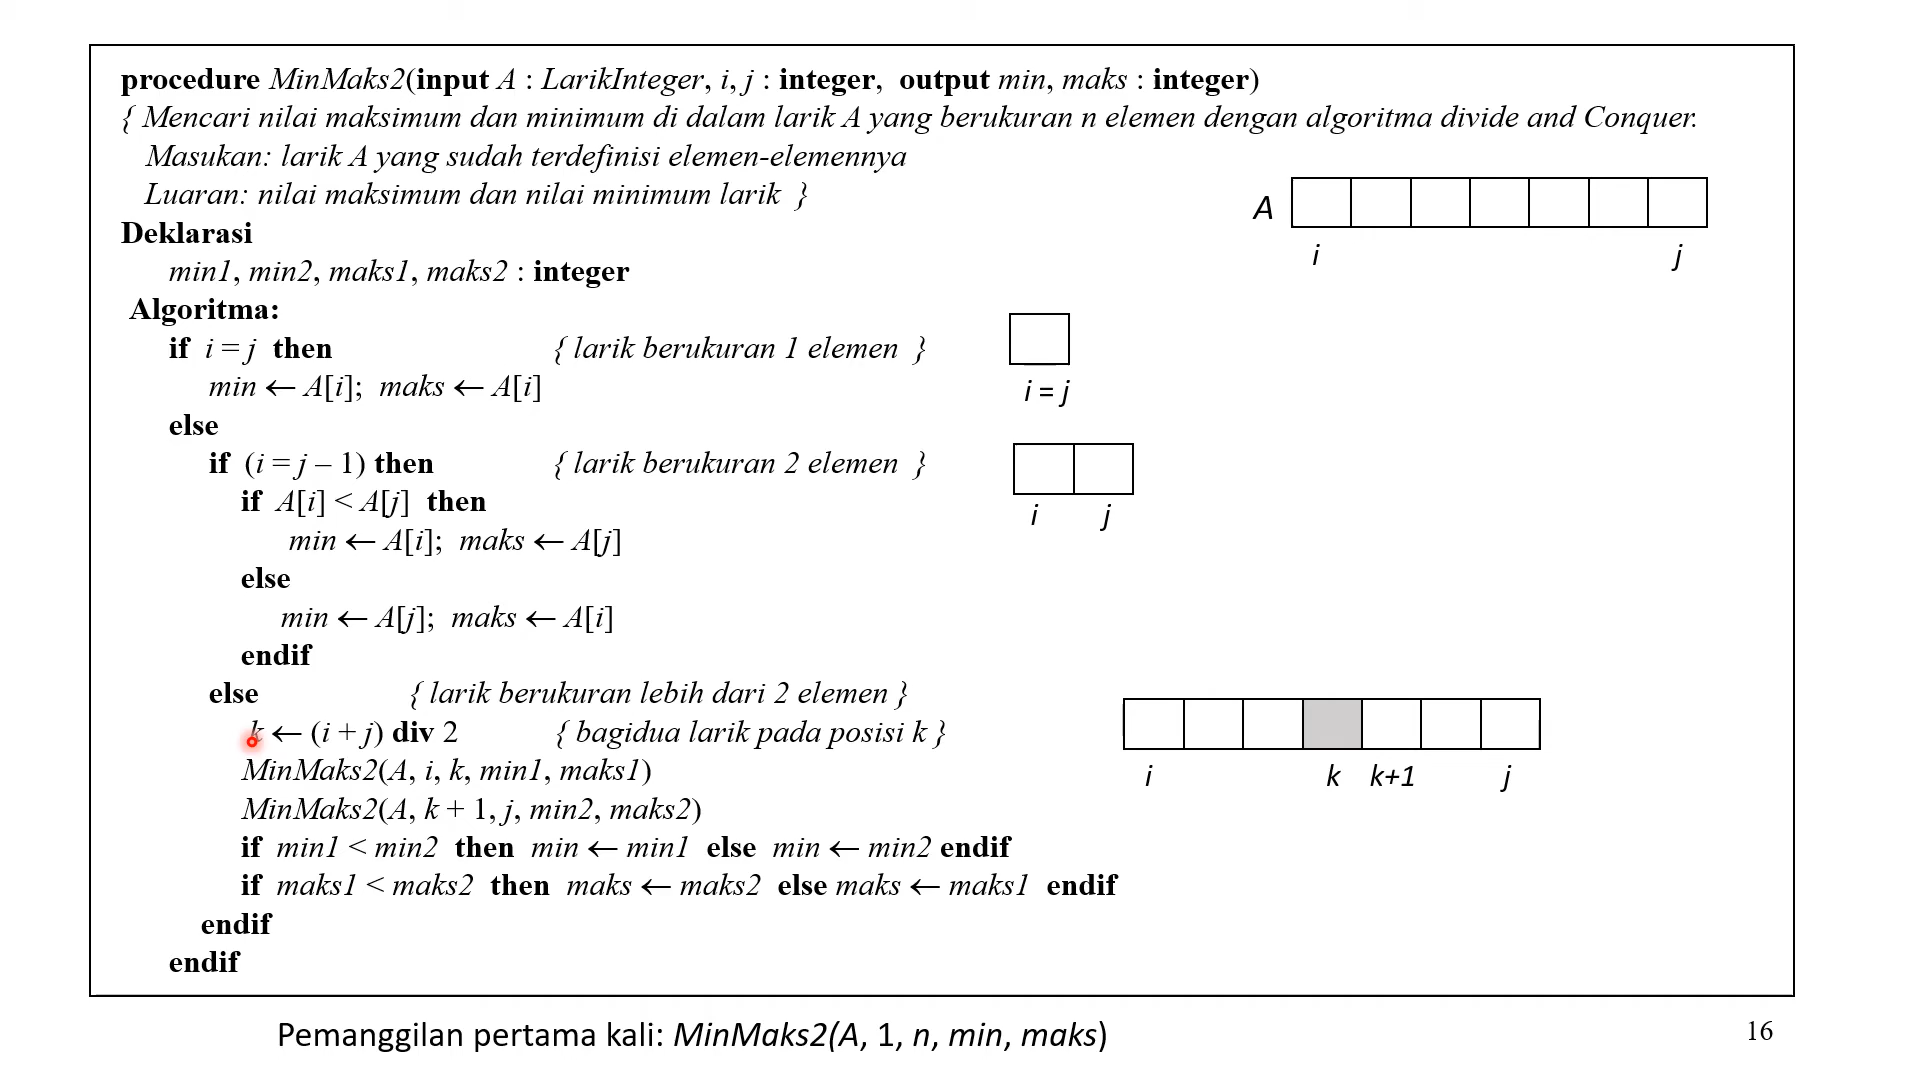 procedure MinMaks2(input A : LarikInteger, i, j : integer, output min, maks : integer)
{ Mencari nilai maksimum dan minimum di dalam larik A yang berukuran n elemen dengan algoritma divide and Conquer.
Masukan: larik A yang sudah terdefinisi elemen-elemennya
Luaran: nilai maksimum dan nilai minimum larik }
Deklarasi
min1, min2, maks1, maks2 : integer
Algoritma:
if i = j then { larik berukuran 1 elemen }
min ← A[i]; maks ← A[i]
else
if (i = j – 1) then { larik berukuran 2 elemen }
if A[i] < A[j] then
min ← A[i]; maks ← A[j]
else
min ← A[j]; maks ← A[i]
endif
else { larik berukuran lebih dari 2 elemen }
k ← (i + j) div 2 { bagidua larik pada posisi k }
MinMaks2(A, i, k, min1, maks1)
MinMaks2(A, k + 1, j, min2, maks2)
if min1 < min2 then min ← min1 else min ← min2 endif
if maks1 < maks2 then maks ← maks2 else maks ← maks1 endif
endif
endif
A
i j
i = j
i j
i k k+1 j
Pemanggilan pertama kali: MinMaks2(A, 1, n, min, maks)
16